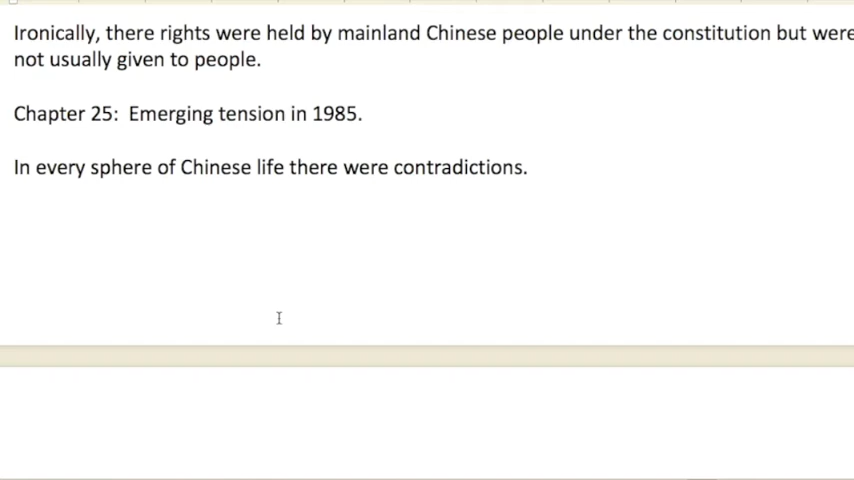 Ironically, there rights were held by mainland Chinese people under the constitution but were
not usually given to people.
Chapter 25:  Emerging tension in 1985.
In every sphere of Chinese life there were contradictions.